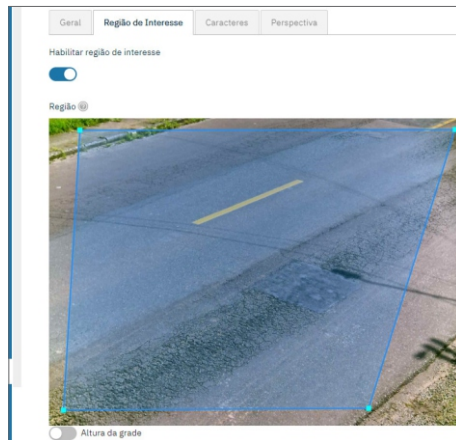 Geral Região de Interesse Caracteres Perspectiva
Habilitar região de interesse
Região
Altura da grade